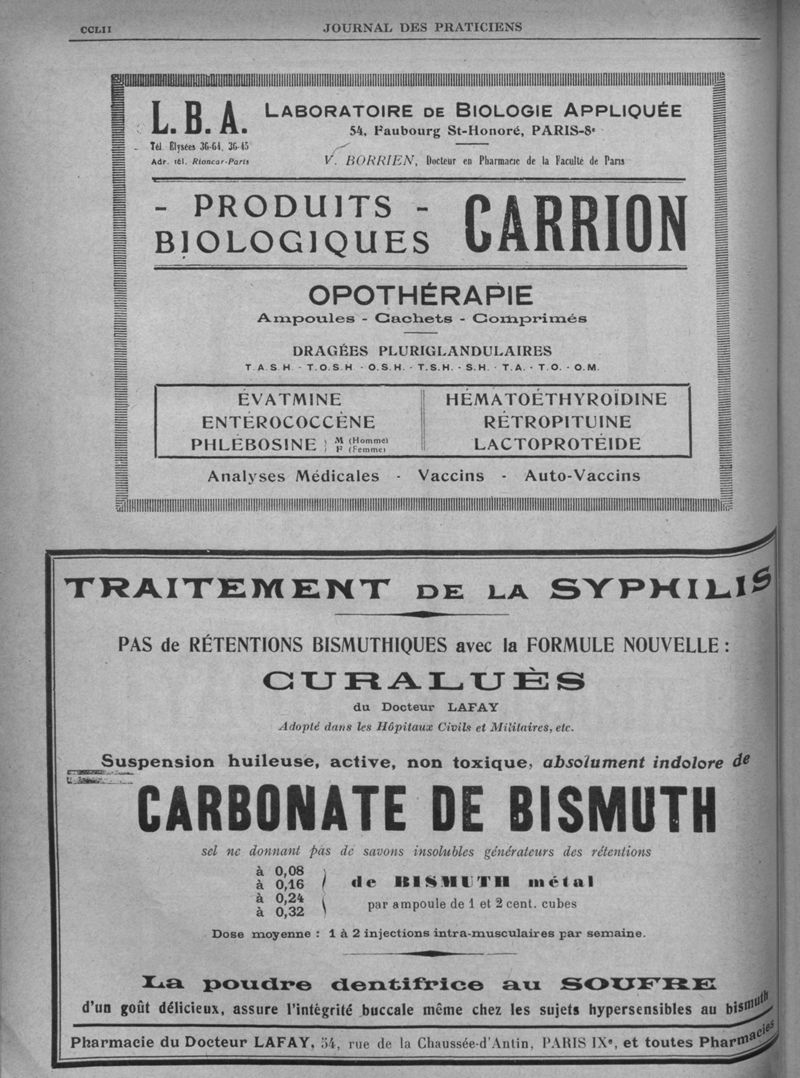 CCLII
JOURNAL DES PRATICIENS
L. B. A.
LABORATOIRE DE BIOLOGIE APPLIQUÉE
54, Faubourg St-Honoré, PARIS-8e
Tél. Élysées 36-64, 36-45
Adr. tél. Rioncar-Paris
V. BORRIEN, Docteur en Pharmacie de la Faculté de Paris
- PRODUITS -
BIOLOGIQUES
CARRION
OPOTHÉRAPIE
Ampoules - Cachets - Comprimés
DRAGÉES PLURIGLANDULAIRES
T.A.S.H. - T.O.S.H - O.S.H. - T.S.H. - S.H. - T.A. - T.O. - O.M.
ÉVATMINE
ENTÉROCOCCÈNE
PHLÉBOSINE } M (Homme)
F (Femme)
HÉMATOÉTHYROÏDINE
RÉTROPITUINE
LACTOPROTÉIDE
Analyses Médicales - Vaccins - Auto-Vaccins
TRAITEMENT DE LA SYPHILIS
PAS de RÉTENTIONS BISMUTHIQUES avec la FORMULE NOUVELLE :
CURALUÈS
du Docteur LAFAY
Adopté dans les Hôpitaux Civils et Militaires, etc.
Suspension huileuse, active, non toxique, absolument indolore de
CARBONATE DE BISMUTH
sel ne donnant pas de savons insolubles générateurs des rétentions
à 0,08
à 0,16
à 0,24
à 0,32
de BISMUTH métal
par ampoule de 1 et 2 cent. cubes
Dose moyenne : 1 à 2 injections intra-musculaires par semaine.
La poudre dentifrice au SOUFRE
d'un goût délicieux, assure l'intégrité buccale même chez les sujets hypersensibles au bismuth
Pharmacie du Docteur LAFAY, 54, rue de la Chaussée-d'Antin, PARIS IXe, et toutes Pharmacies